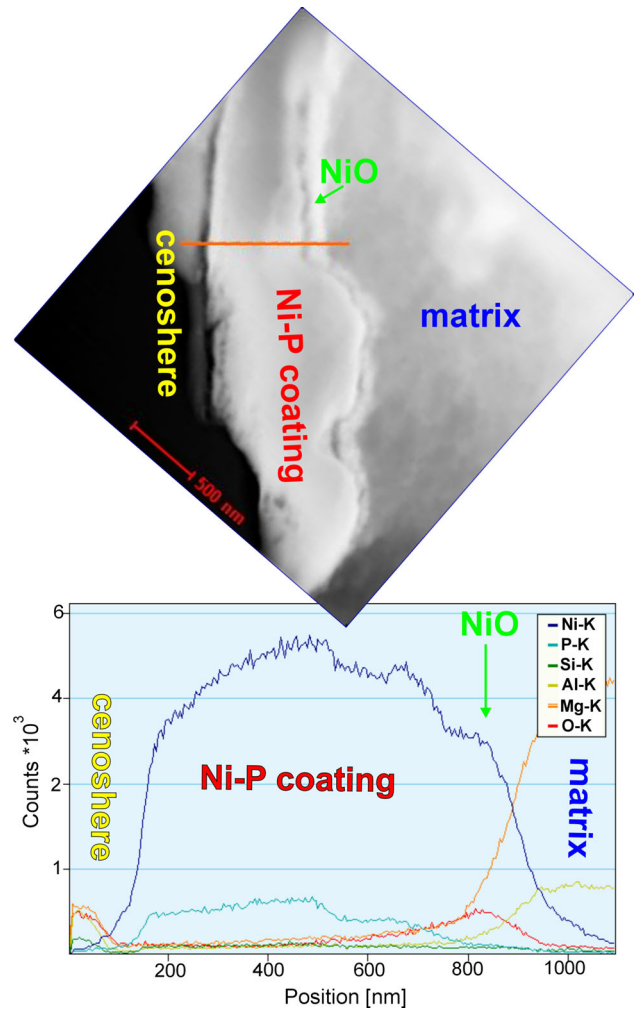 NiO
cenoshere
Ni-P coating
matrix
500 nm
6
4
2
1
Counts *10³
NiO
Ni-K
P-K
Si-K
Al-K
Mg-K
O-K
cenoshere
Ni-P coating
matrix
200
400
600
800
1000
Position [nm]